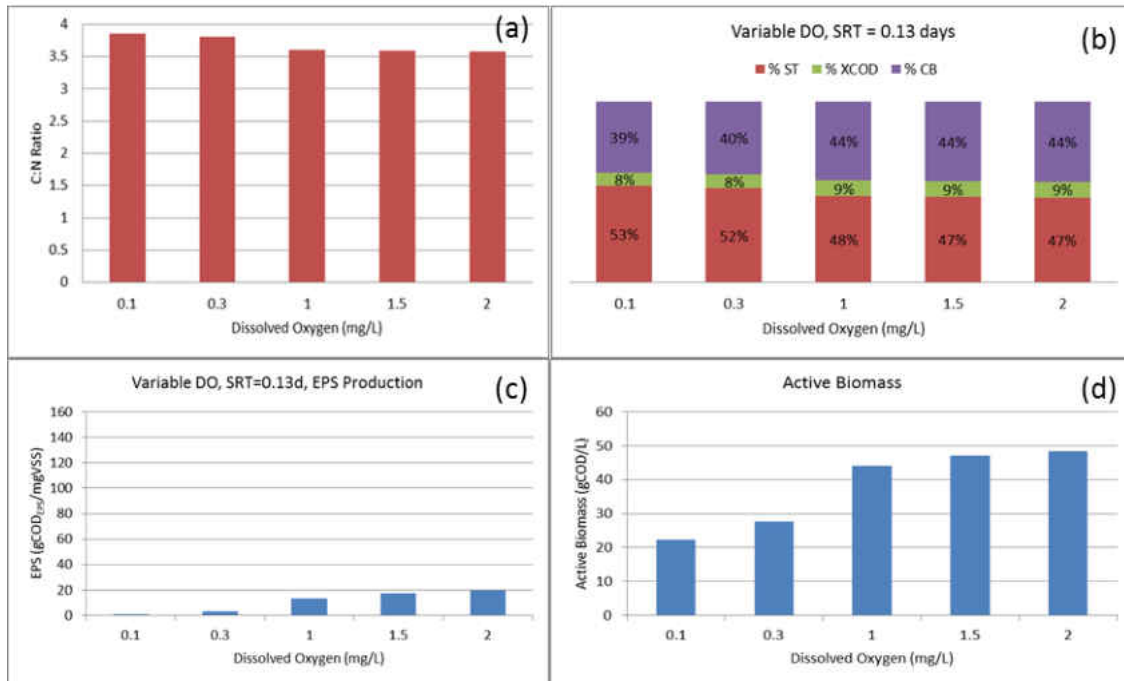 (a)
4
3.5
3
2.5
2
1.5
1
0.5
0
C:N Ratio
0.1 0.3 1 1.5 2
Dissolved Oxygen (mg/L)
Variable DO, SRT = 0.13 days
(b)
% ST % XCOD % CB
39% 40% 44% 44% 44%
8% 8% 9% 9% 9%
53% 52% 48% 47% 47%
0.1 0.3 1 1.5 2
Dissolved Oxygen (mg/L)
Variable DO, SRT=0.13d, EPS Production
(c)
160
140
120
100
80
60
40
20
0
EPS (gCOD_EPS/mgVSS)
0.1 0.3 1 1.5 2
Dissolved Oxygen (mg/L)
Active Biomass
(d)
60
50
40
30
20
10
0
Active Biomass (gCOD/L)
0.1 0.3 1 1.5 2
Dissolved Oxygen (mg/L)